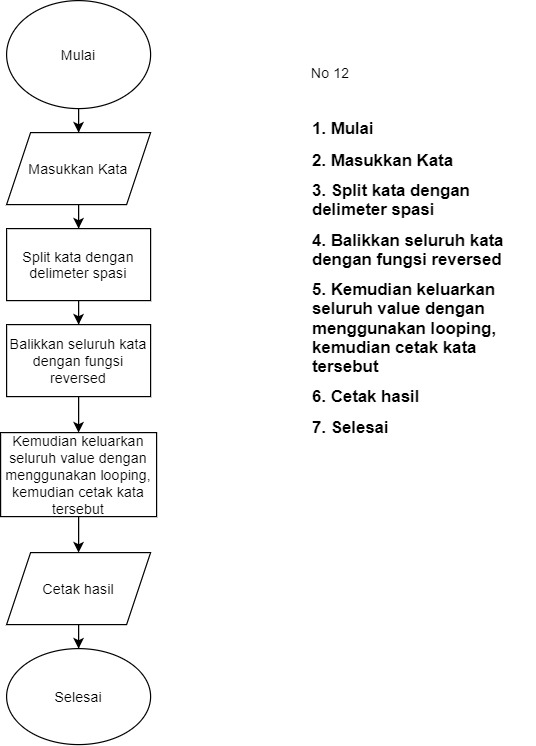 Mulai
Masukkan Kata
Split kata dengan
delimeter spasi
Balikkan seluruh kata
dengan fungsi
reversed
Kemudian keluarkan
seluruh value dengan
menggunakan looping,
kemudian cetak kata
tersebut
Cetak hasil
Selesai
No 12
1. Mulai
2. Masukkan Kata
3. Split kata dengan
delimeter spasi
4. Balikkan seluruh kata
dengan fungsi reversed
5. Kemudian keluarkan
seluruh value dengan
menggunakan looping,
kemudian cetak kata
tersebut
6. Cetak hasil
7. Selesai